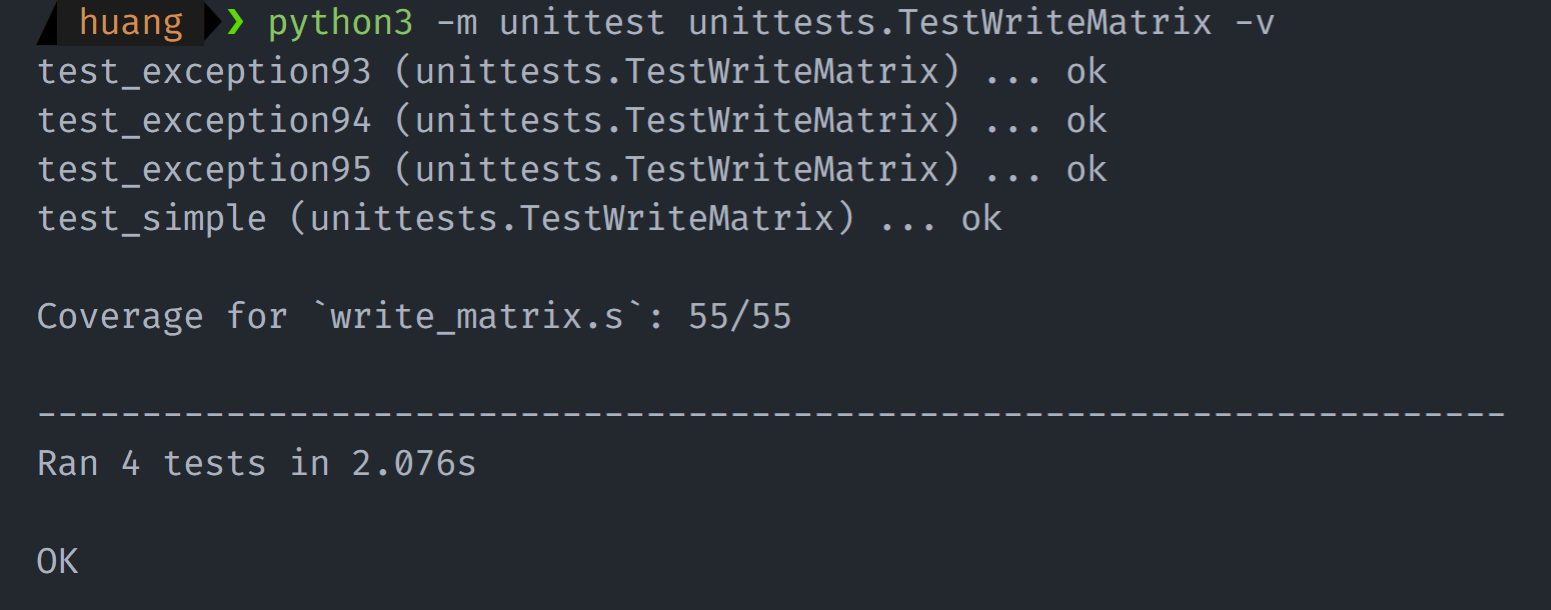 huang ❯ python3 -m unittest unittests.TestWriteMatrix -v
test_exception93 (unittests.TestWriteMatrix) ... ok
test_exception94 (unittests.TestWriteMatrix) ... ok
test_exception95 (unittests.TestWriteMatrix) ... ok
test_simple (unittests.TestWriteMatrix) ... ok
Coverage for `write_matrix.s`: 55/55
----------------------------------------------------------------------
Ran 4 tests in 2.076s
OK